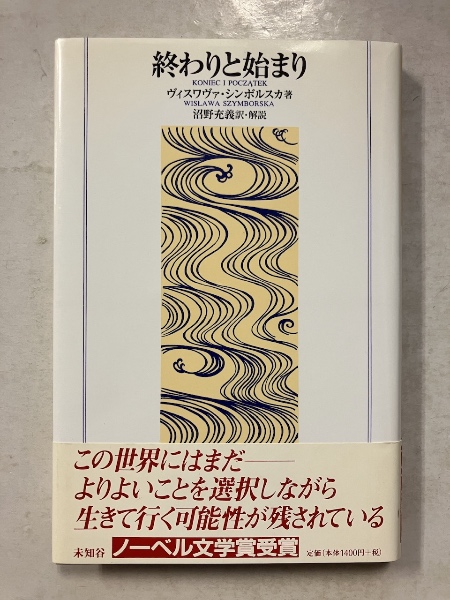 終わりと始まり
KONIEC I POCZĄTEK
ヴィスワヴァ・シンボルスカ著
WISŁAWA SZYMBORSKA
沼野充義訳・解説
この世界にはまだ――
よりよいことを選択しながら
生きて行く可能性が残されている
未知谷 ノーベル文学賞受賞 定価(本体1400円+税)